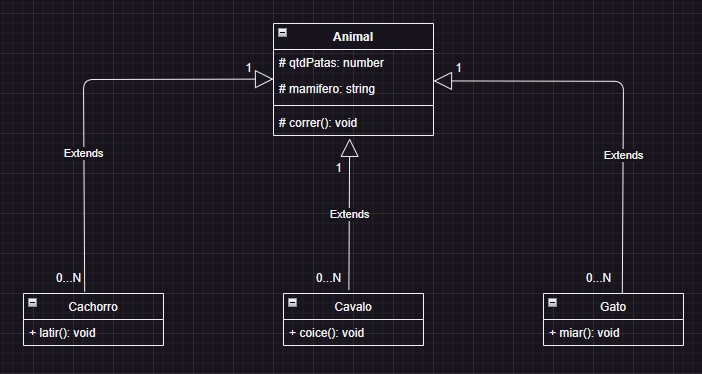 Animal
# qtdPatas: number
# mamifero: string
# correr(): void
1
1
1
Extends
Extends
Extends
0...N
0...N
0...N
Cachorro
+ latir(): void
Cavalo
+ coice(): void
Gato
+ miar(): void